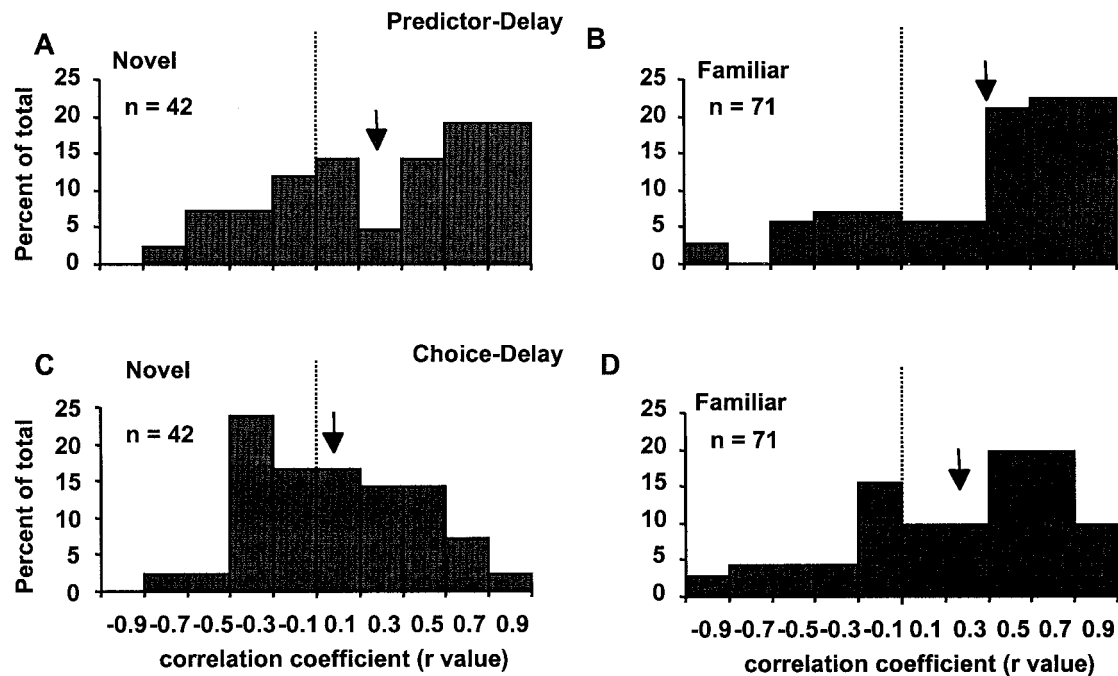 Predictor-Delay
A
Novel
n = 42
25
20
15
10
5
0
Percent of total
B
Familiar
n = 71
25
20
15
10
5
0
Choice-Delay
C
Novel
n = 42
25
20
15
10
5
0
Percent of total
-0.9 -0.7 -0.5 -0.3 -0.1 0.1 0.3 0.5 0.7 0.9
correlation coefficient (r value)
D
Familiar
n = 71
25
20
15
10
5
0
-0.9 -0.7 -0.5 -0.3 -0.1 0.1 0.3 0.5 0.7 0.9
correlation coefficient (r value)